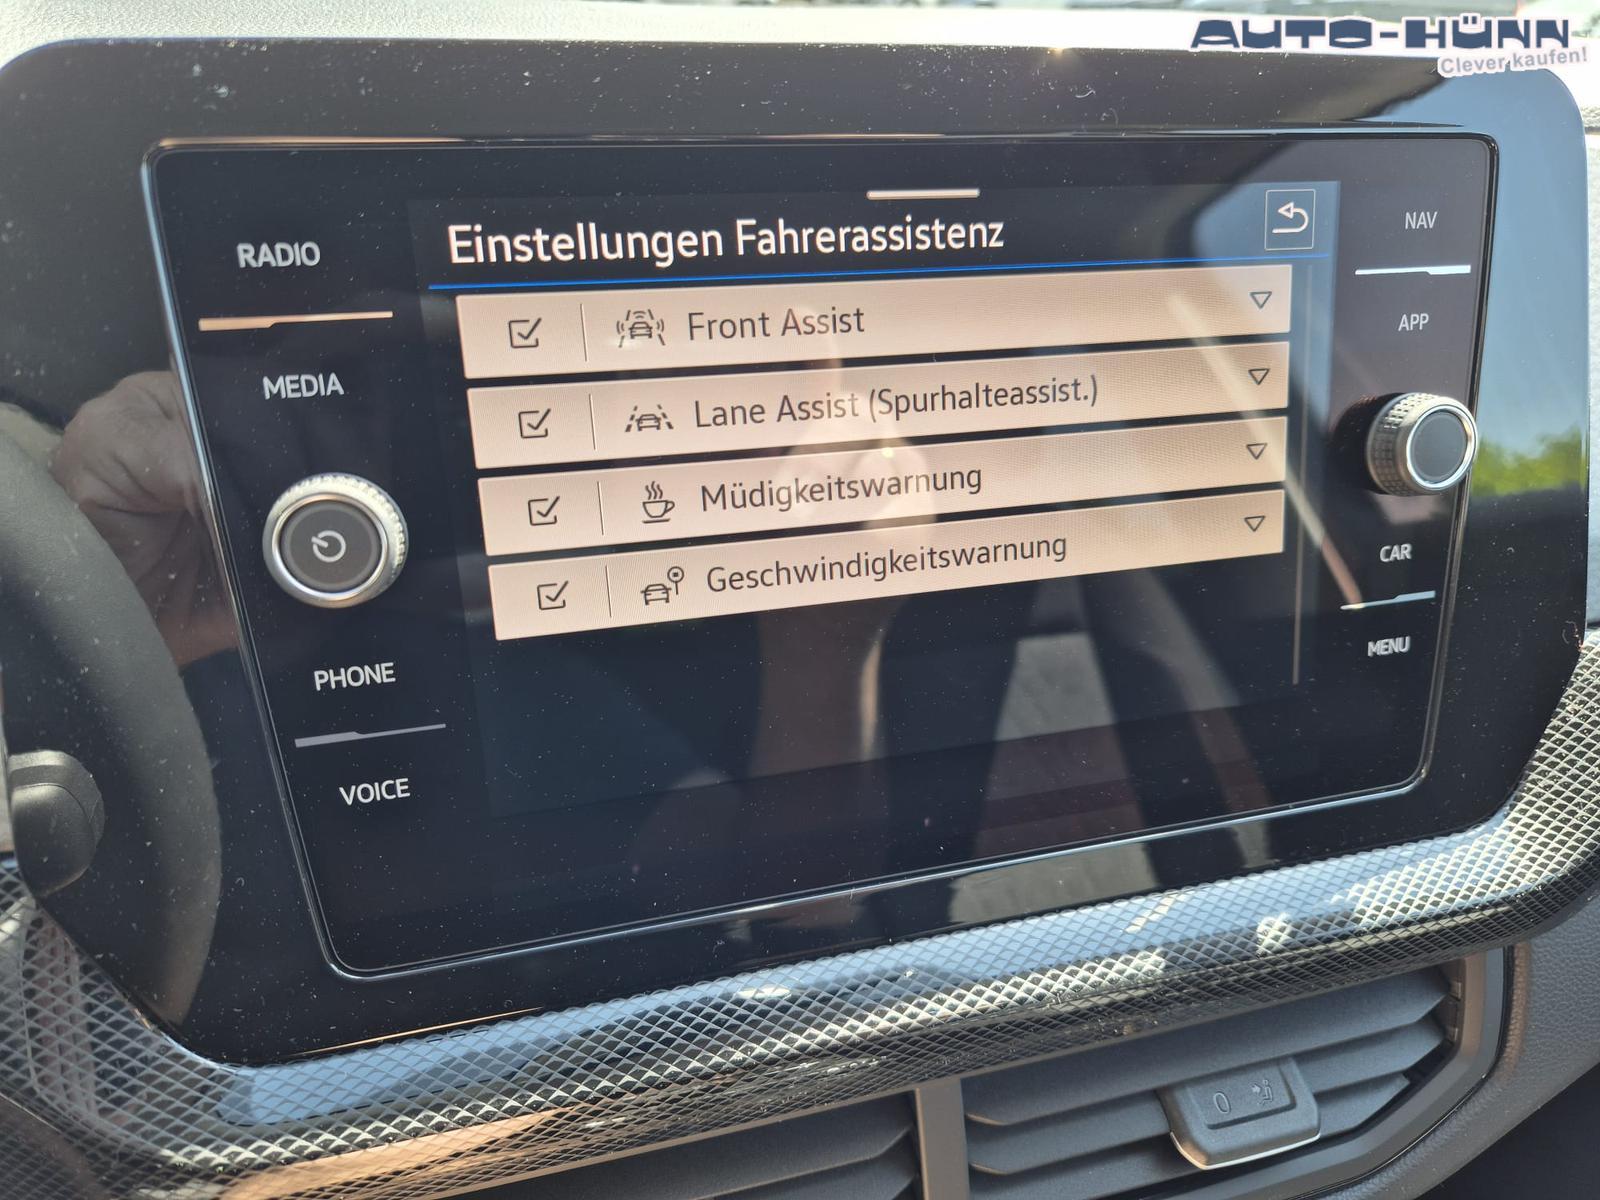 AUTO-HÜNN
Clever kaufen!
Einstellungen Fahrerassistenz
RADIO
MEDIA
PHONE
VOICE
Front Assist
Lane Assist (Spurhalteassist.)
Müdigkeitswarnung
Geschwindigkeitswarnung
NAV
APP
CAR
MENU
0